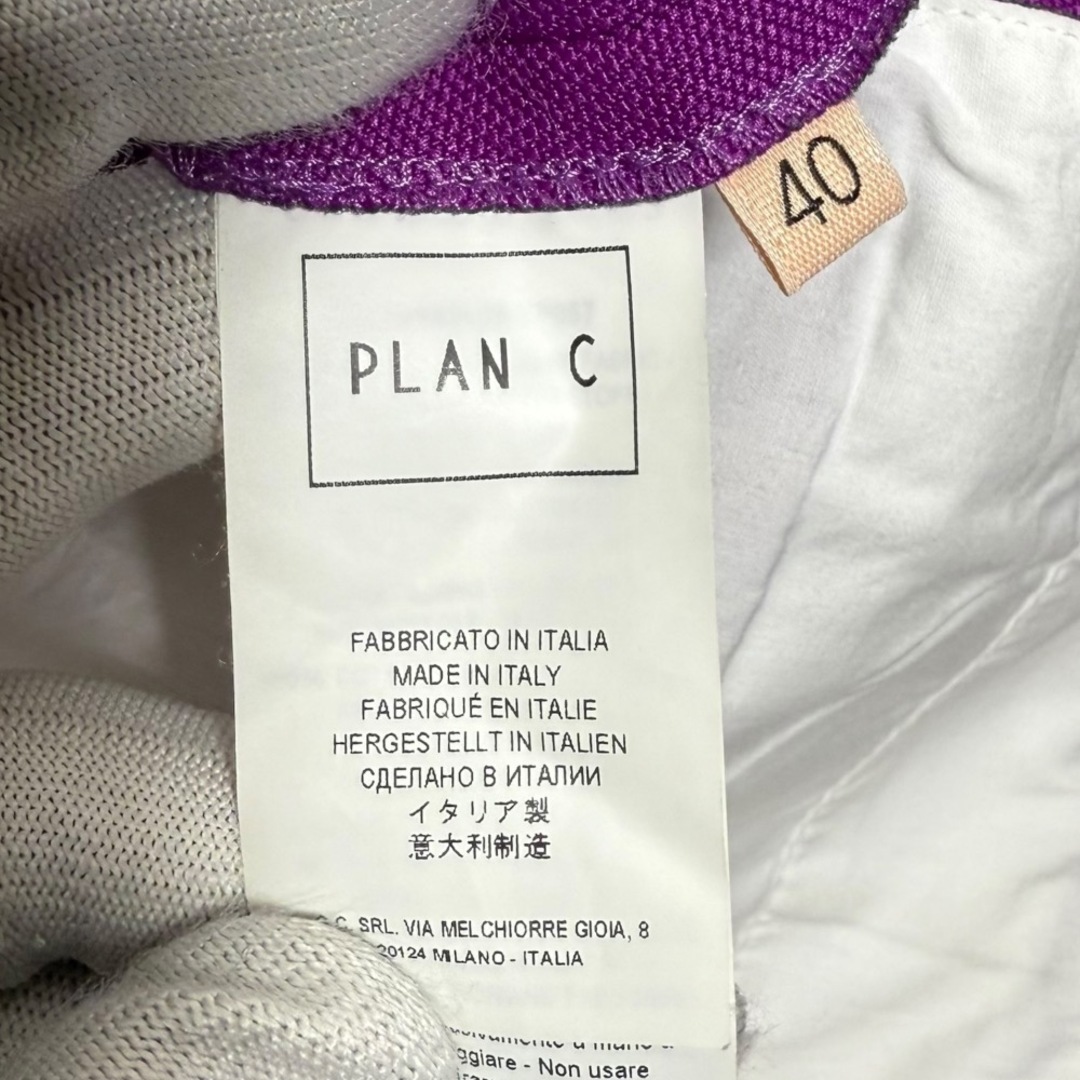 40
PLAN C
FABBRICATO IN ITALIA
MADE IN ITALY
FABRIQUÉ EN ITALIE
HERGESTELLT IN ITALIEN
СДЕЛАНО В ИТАЛИИ
イタリア製
意大利制造
C. SRL. VIA MELCHIORRE GIOIA, 8
20124 MILANO - ITALIA
- Non usare